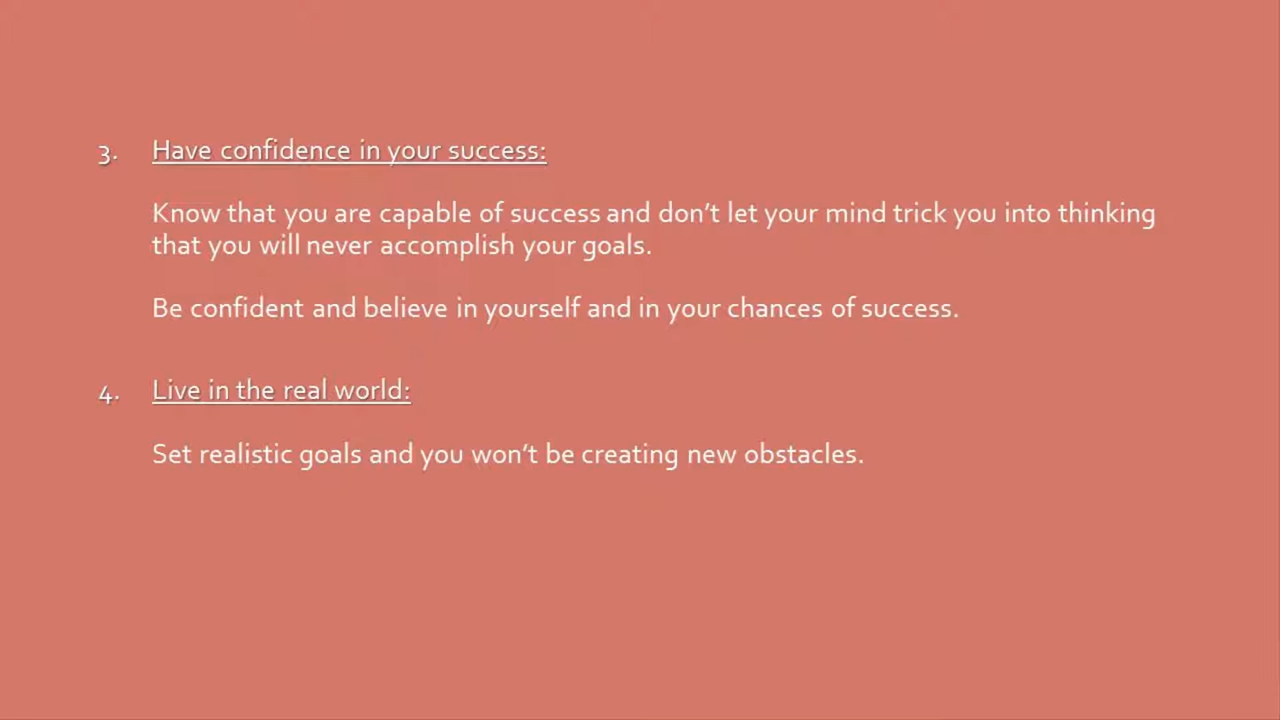 3. Have confidence in your success:
Know that you are capable of success and don't let your mind trick you into thinking
that you will never accomplish your goals.
Be confident and believe in yourself and in your chances of success.
4. Live in the real world:
Set realistic goals and you won't be creating new obstacles.